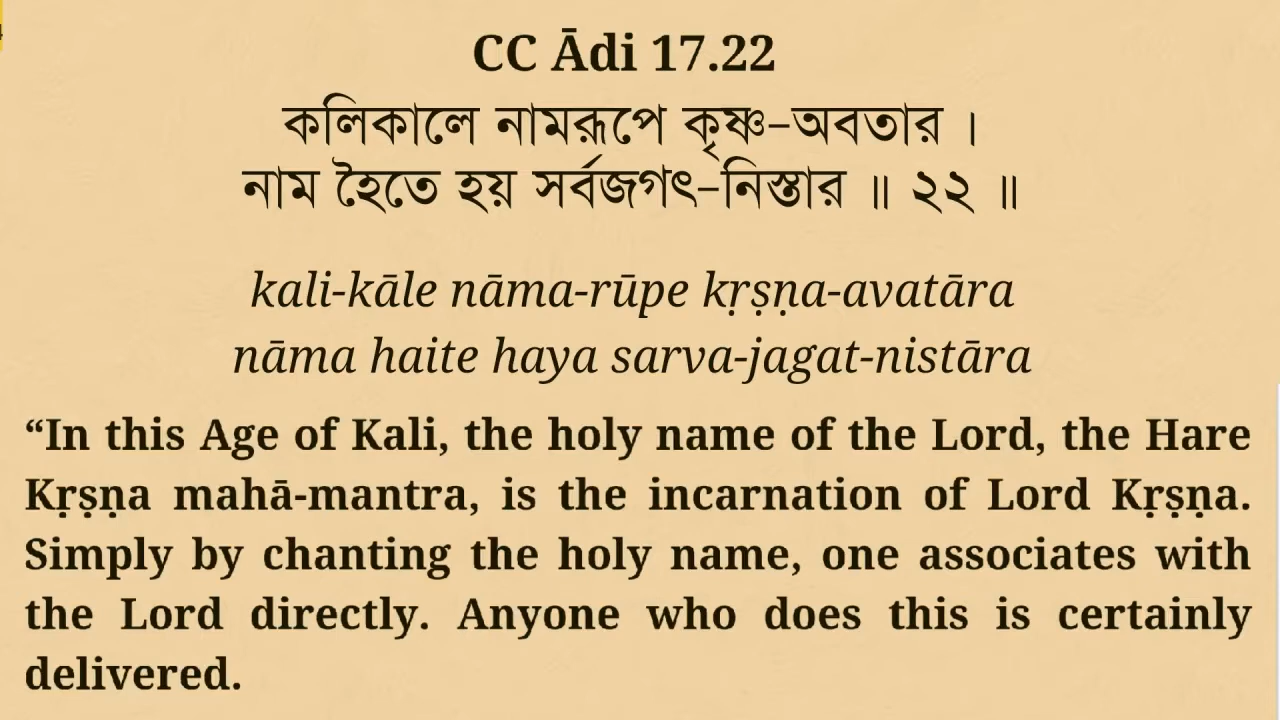 CC Ādi 17.22
কলিকালে নামরূপে কৃষ্ণ-অবতার ।
নাম হৈতে হয় সর্বজগৎ-নিস্তার ॥ ২২ ॥
kali-kāle nāma-rūpe kṛṣṇa-avatāra
nāma haite haya sarva-jagat-nistāra
“In this Age of Kali, the holy name of the Lord, the Hare
Kṛṣṇa mahā-mantra, is the incarnation of Lord Kṛṣṇa.
Simply by chanting the holy name, one associates with
the Lord directly. Anyone who does this is certainly
delivered.